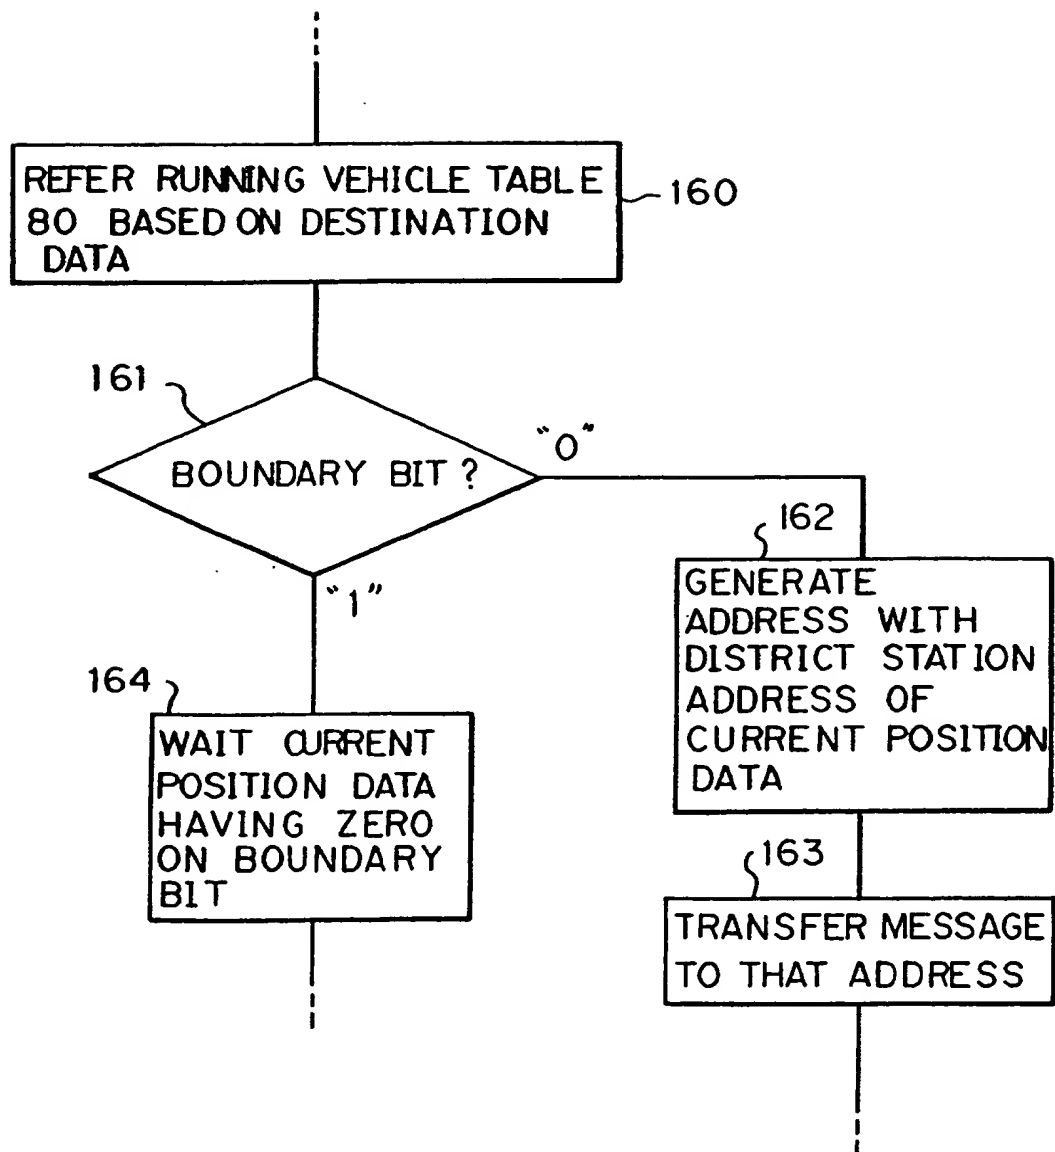 REFER RUNNING VEHICLE TABLE
80 BASED ON DESTINATION
DATA
160
161
BOUNDARY BIT ?
"0"
"1"
162
GENERATE
ADDRESS WITH
DISTRICT STATION
ADDRESS OF
CURRENT POSITION
DATA
164
WAIT CURRENT
POSITION DATA
HAVING ZERO
ON BOUNDARY
BIT
163
TRANSFER MESSAGE
TO THAT ADDRESS